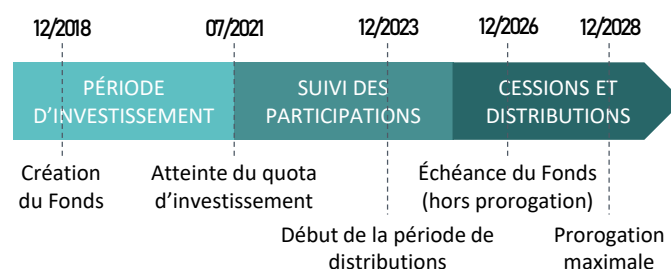 12/2018 07/2021 12/2023 12/2026 12/2028
PÉRIODE
D'INVESTISSEMENT
SUIVI DES
PARTICIPATIONS
CESSIONS ET
DISTRIBUTIONS
Création
du Fonds
Atteinte du quota
d'investissement
Échéance du Fonds
(hors prorogation)
Début de la période de
distributions
Prorogation
maximale